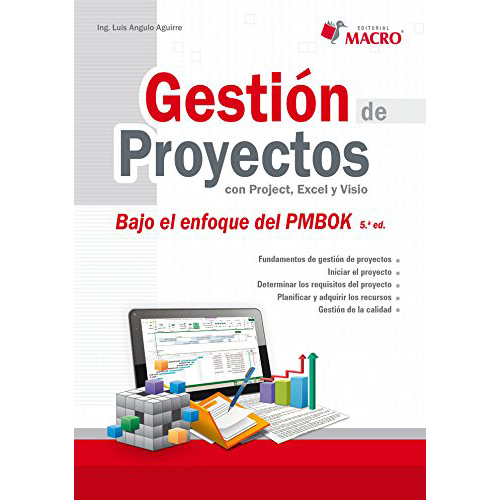 Ing. Luis Angulo Aguirre
EDITORIAL
MACRO®
Gestión de
Proyectos
con Project, Excel y Visio
Bajo el enfoque del PMBOK 5.ª ed.
Fundamentos de gestión de proyectos
Iniciar el proyecto
Determinar los requisitos del proyecto
Planificar y adquirir los recursos
Gestión de la calidad